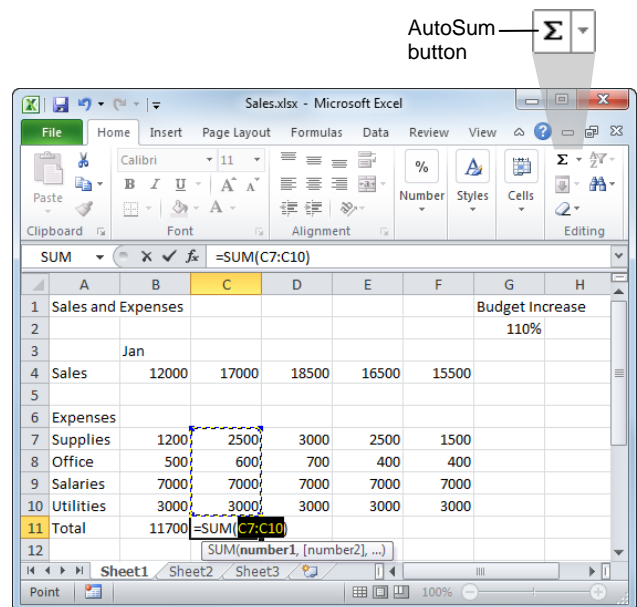 AutoSum
button
Σ
Sales.xlsx - Microsoft Excel
File Home Insert Page Layout Formulas Data Review View
Paste
Calibri 11
B I U A A
A
%
Number
Styles
Cells
Σ
Clipboard Font Alignment Editing
SUM fx =SUM(C7:C10)
A B C D E F G H
1 Sales and Expenses Budget Increase
2 110%
3 Jan
4 Sales 12000 17000 18500 16500 15500
5
6 Expenses
7 Supplies 1200 2500 3000 2500 1500
8 Office 500 600 700 400 400
9 Salaries 7000 7000 7000 7000 7000
10 Utilities 3000 3000 3000 3000 3000
11 Total 11700 =SUM(C7:C10)
12 SUM(number1, [number2], ...)
Sheet1 Sheet2 Sheet3
Point 100%